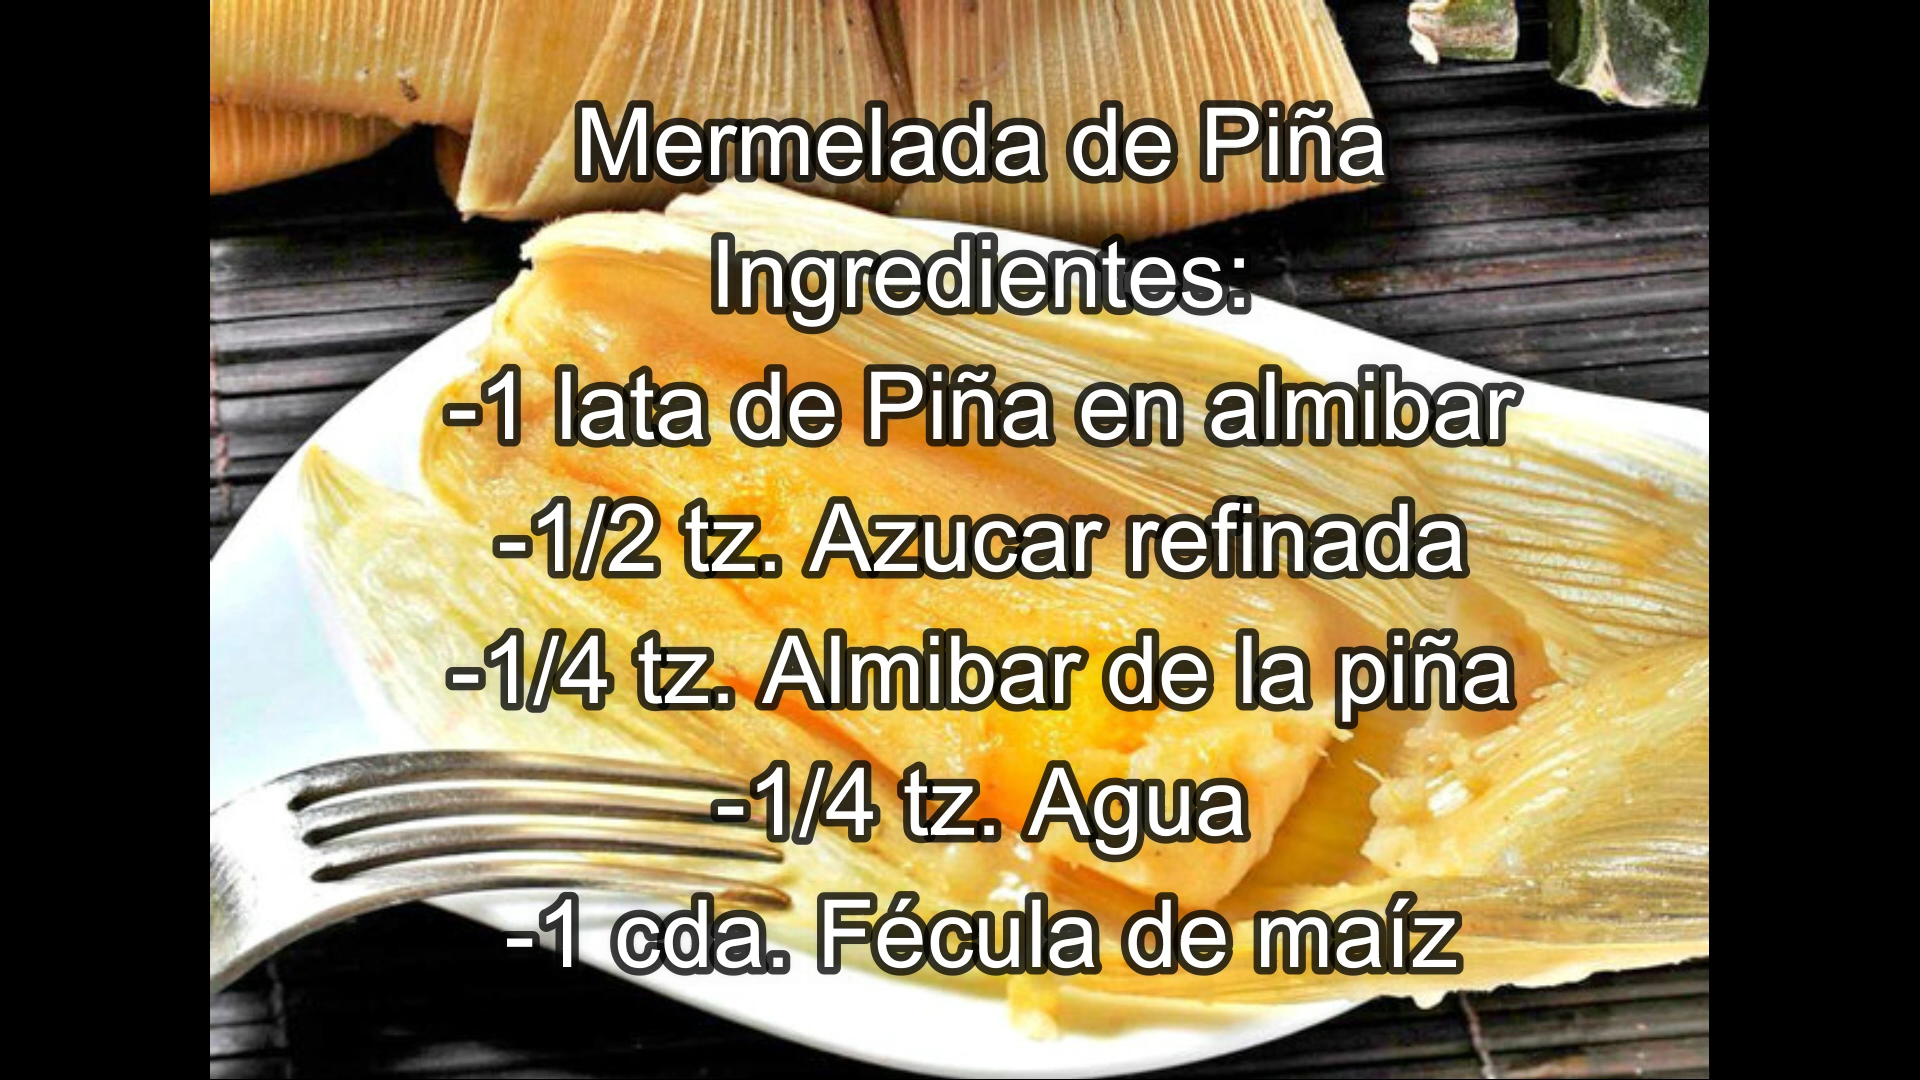 Mermelada de Piña
Ingredientes:
-1 lata de Piña en almibar
-1/2 tz. Azucar refinada
-1/4 tz. Almibar de la piña
-1/4 tz. Agua
-1 cda. Fécula de maíz